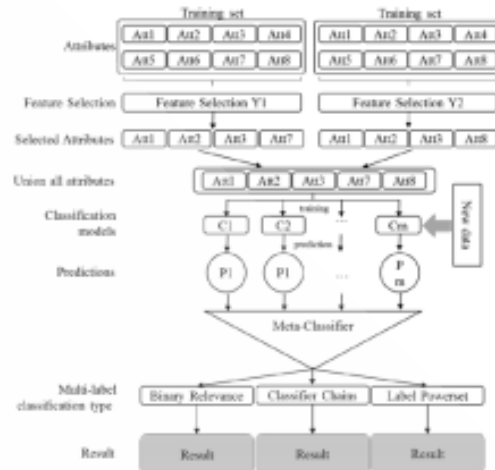 Training set Training set
Attributes
Att1 Att2 Att3 Att4 Att1 Att2 Att3 Att4
Att5 Att6 Att7 Att8 Att5 Att6 Att7 Att8
Feature Selection Feature Selection Y1 Feature Selection Y2
Selected Attributes Att1 Att2 Att3 Att7 Att1 Att2 Att3 Att8
Union all attributes Att1 Att2 Att3 Att7 Att8
training
Classification
models
C1 C2 ... Cm
New data
prediction
Predictions P1 P1 ... P
m
Meta-Classifier
Multi-label
classification type
Binary Relevance Classifier Chains Label Powerset
Result Result Result Result